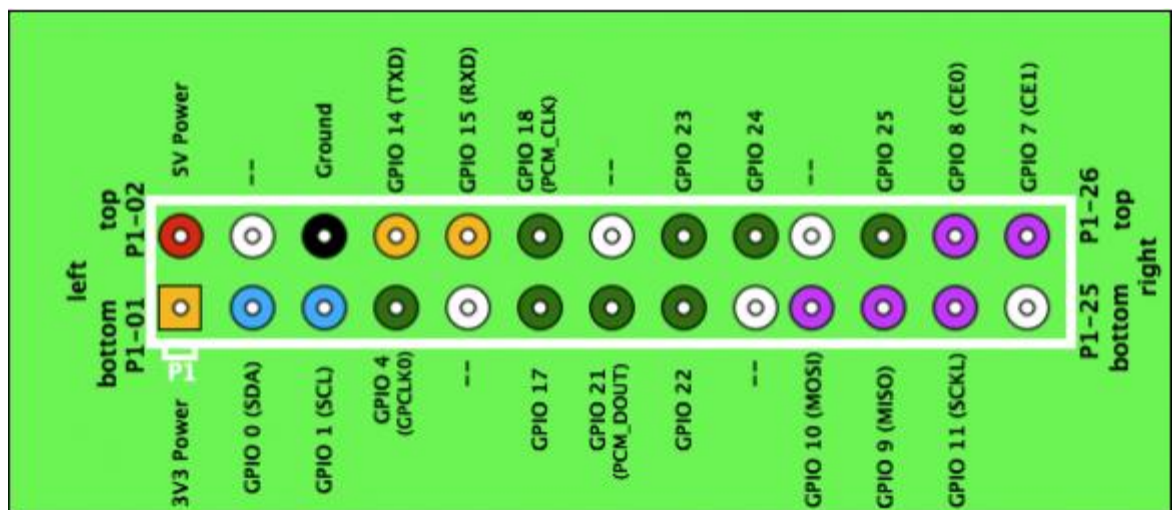 5V Power
--
Ground
GPIO 14 (TXD)
GPIO 15 (RXD)
GPIO 18
(PCM_CLK)
--
GPIO 23
GPIO 24
--
GPIO 25
GPIO 8 (CE0)
GPIO 7 (CE1)
left
top
P1-02
bottom
P1-01
P1-26
top
right
P1-25
bottom
P1
3V3 Power
GPIO 0 (SDA)
GPIO 1 (SCL)
GPIO 4
(GPCLK0)
--
GPIO 17
GPIO 21
(PCM_DOUT)
GPIO 22
--
GPIO 10 (MOSI)
GPIO 9 (MISO)
GPIO 11 (SCKL)